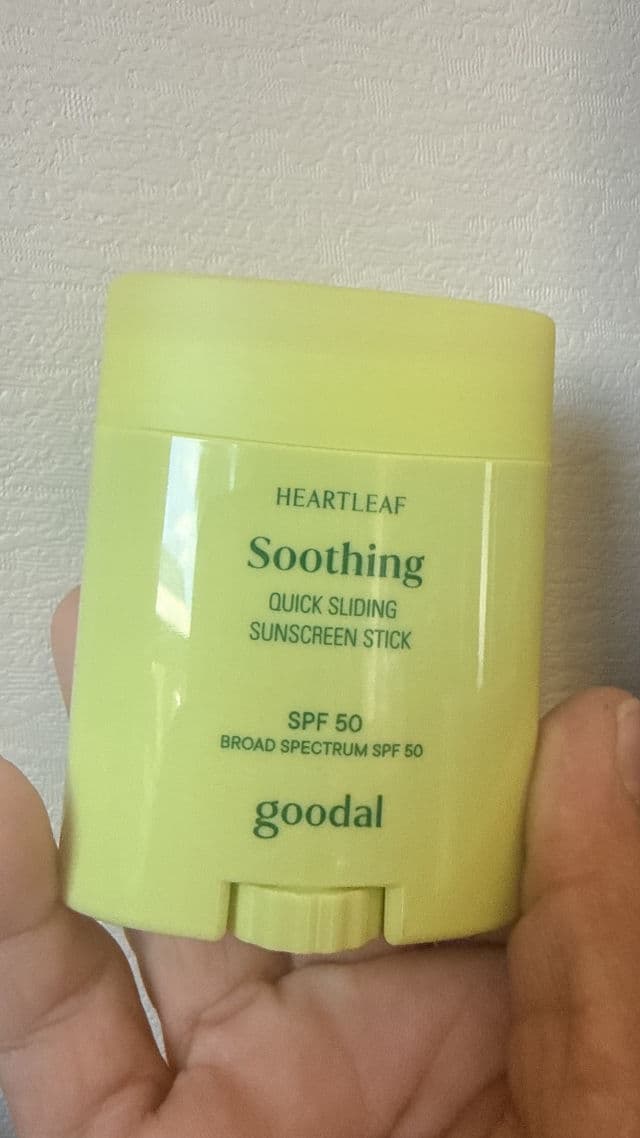 HEARTLEAF
Soothing
QUICK SLIDING
SUNSCREEN STICK
SPF 50
BROAD SPECTRUM SPF 50
goodal